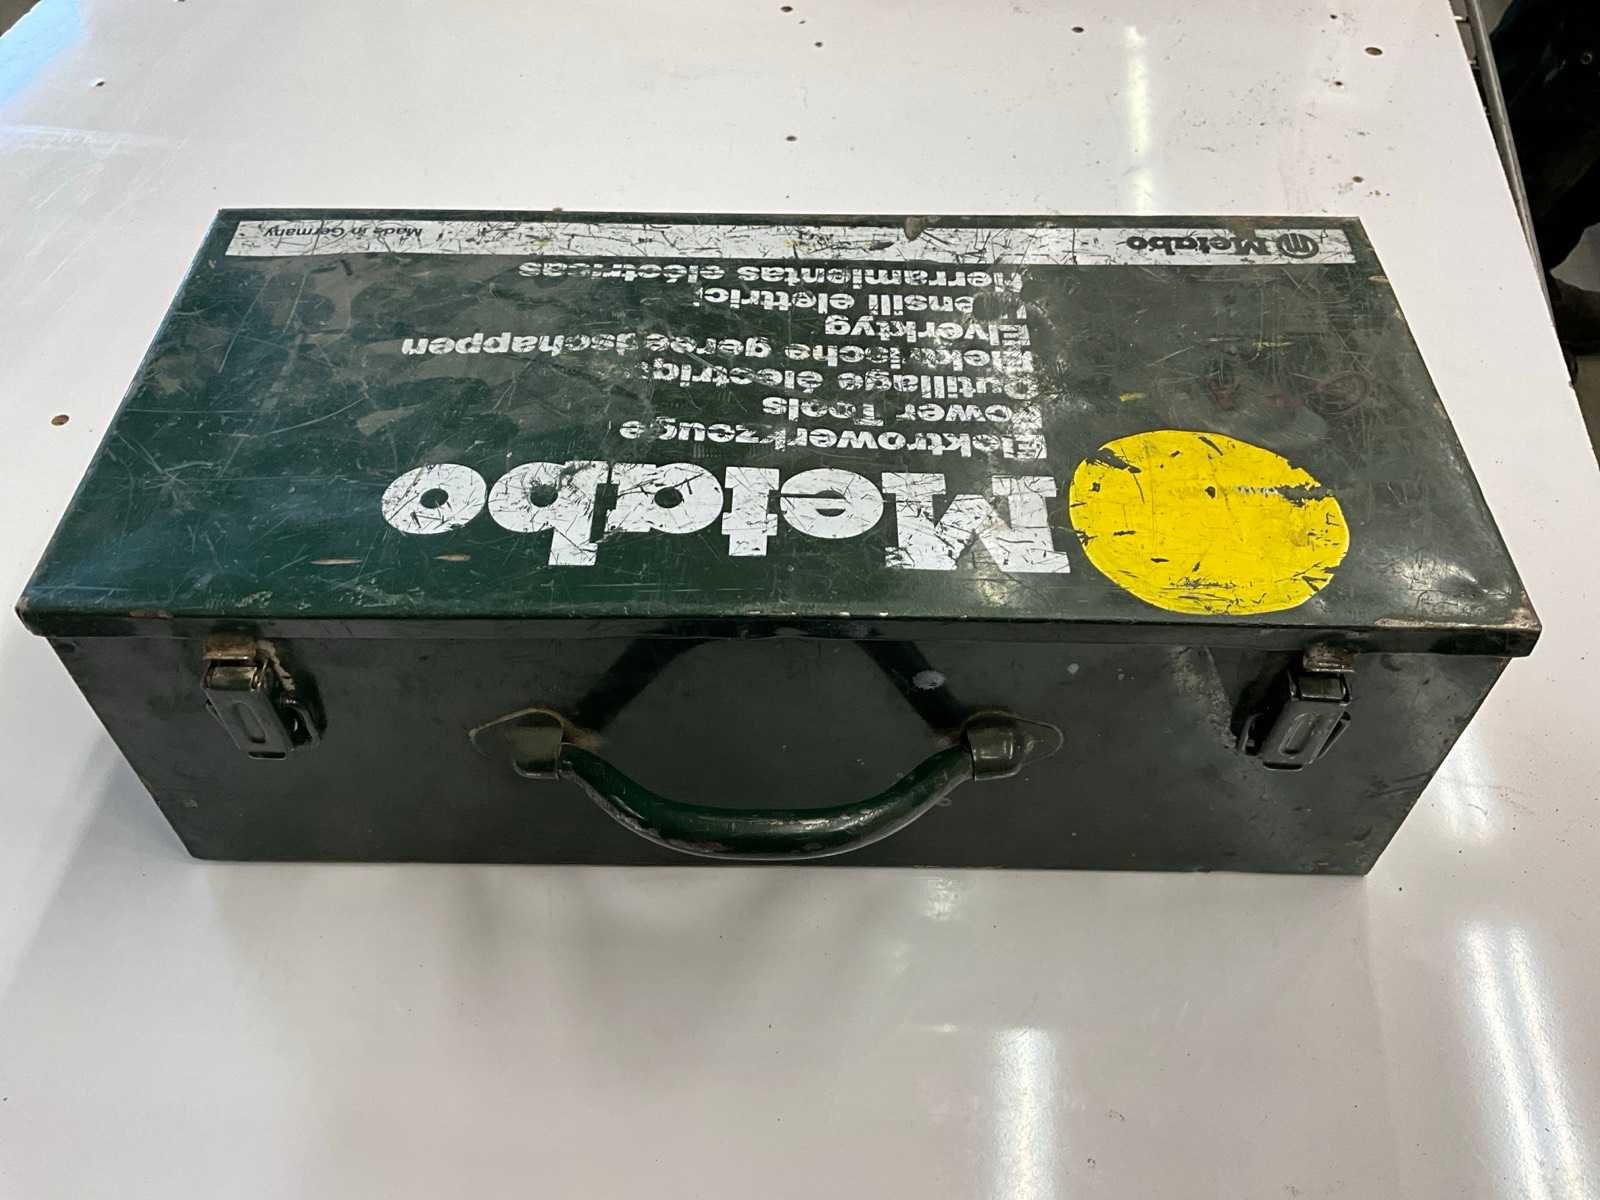 Metabo
Elektrowerkzeuge
Power Tools
Outillage électrique
Elektrische gereedschappen
Elverktyg
Utensili elettrici
Herramientas eléctricas
Metabo Made in Germany